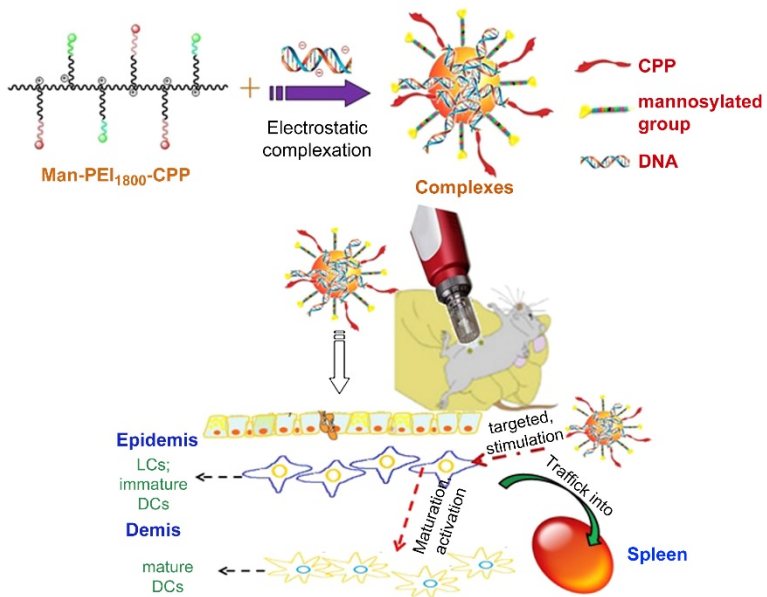 Man-PEI1800-CPP
+
Electrostatic
complexation
Complexes
CPP
mannosylated
group
DNA
Epidemis
LCs;
immature
DCs
Demis
mature
DCs
targeted,
stimulation
Maturation,
activation
Traffick into
Spleen